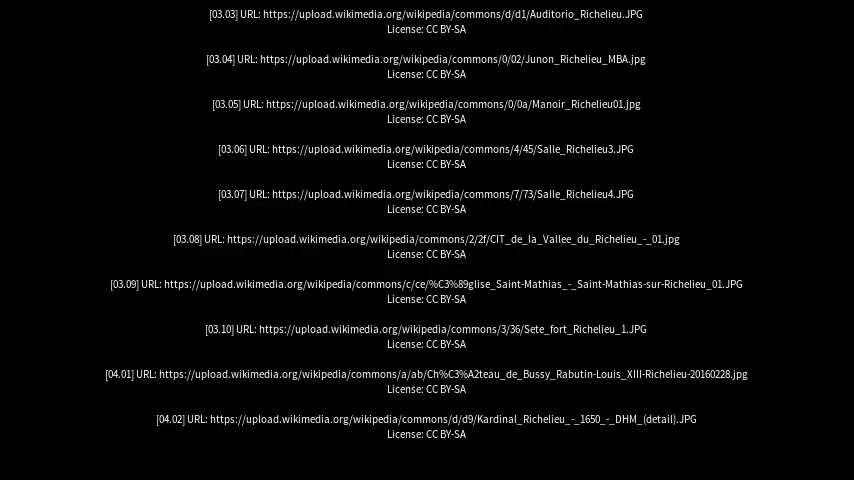 [03.03] URL: https://upload.wikimedia.org/wikipedia/commons/d/d1/Auditorio_Richelieu.JPG
License: CC BY-SA
[03.04] URL: https://upload.wikimedia.org/wikipedia/commons/0/02/Junon_Richelieu_MBA.jpg
License: CC BY-SA
[03.05] URL: https://upload.wikimedia.org/wikipedia/commons/0/0a/Manoir_Richelieu01.jpg
License: CC BY-SA
[03.06] URL: https://upload.wikimedia.org/wikipedia/commons/4/45/Salle_Richelieu3.JPG
License: CC BY-SA
[03.07] URL: https://upload.wikimedia.org/wikipedia/commons/7/73/Salle_Richelieu4.JPG
License: CC BY-SA
[03.08] URL: https://upload.wikimedia.org/wikipedia/commons/2/2f/CIT_de_la_Vallee_du_Richelieu_-_01.jpg
License: CC BY-SA
[03.09] URL: https://upload.wikimedia.org/wikipedia/commons/c/ce/%C3%89glise_Saint-Mathias_-_Saint-Mathias-sur-Richelieu_01.JPG
License: CC BY-SA
[03.10] URL: https://upload.wikimedia.org/wikipedia/commons/3/36/Sete_fort_Richelieu_1.JPG
License: CC BY-SA
[04.01] URL: https://upload.wikimedia.org/wikipedia/commons/a/ab/Ch%C3%A2teau_de_Bussy_Rabutin-Louis_XIII-Richelieu-20160228.jpg
License: CC BY-SA
[04.02] URL: https://upload.wikimedia.org/wikipedia/commons/d/d9/Kardinal_Richelieu_-_1650_-_DHM_(detail).JPG
License: CC BY-SA